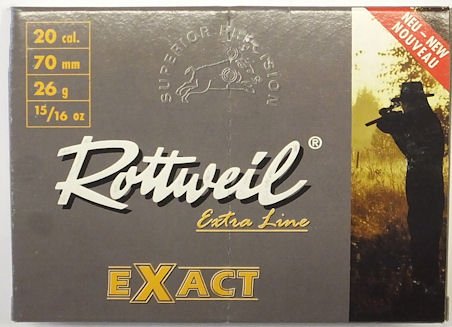 20 cal.
70 mm
26 g
15/16 oz
SUPERIOR PRECISION
NEU – NEW
NOUVEAU
Rottweil®
Extra Line
EXACT